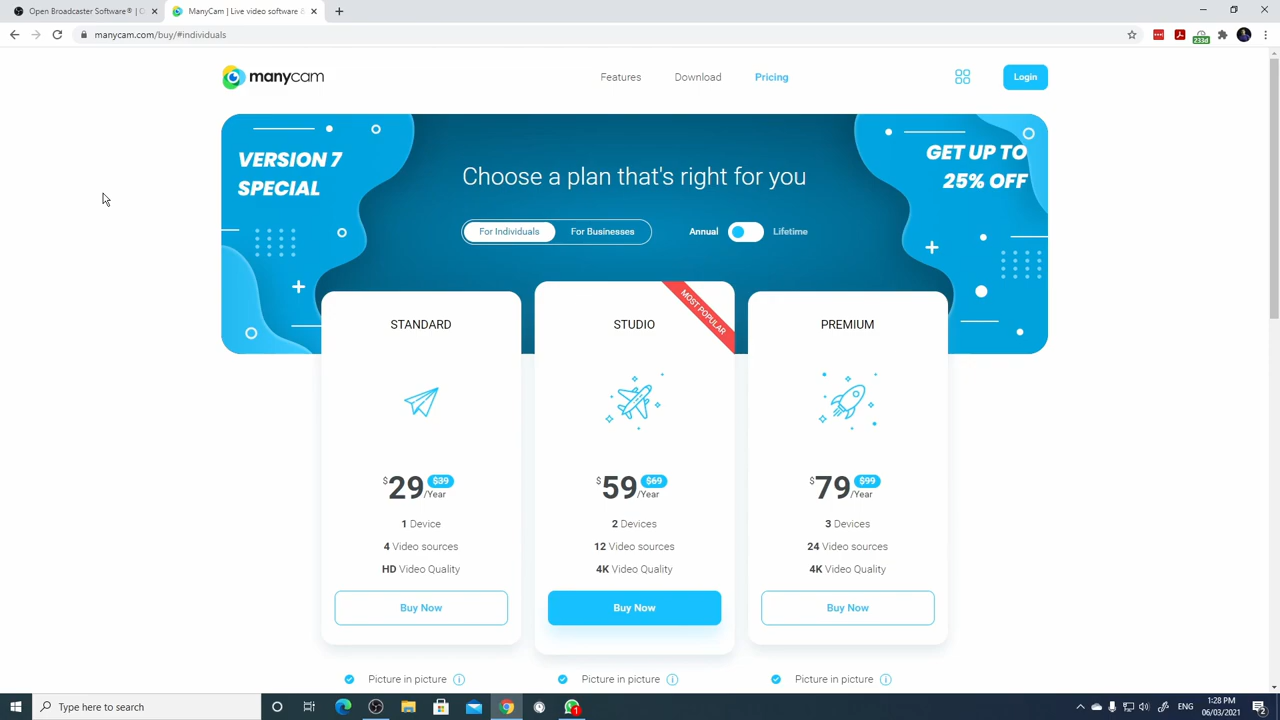 Open Broadcaster Software® | D
ManyCam | Live video software &
manycam.com/buy/#individuals
233d
manycam
Features
Download
Pricing
Login
VERSION 7
SPECIAL
Choose a plan that's right for you
GET UP TO
25% OFF
For Individuals
For Businesses
Annual
Lifetime
STANDARD
$29 $39
/Year
1 Device
4 Video sources
HD Video Quality
Buy Now
Picture in picture
STUDIO
MOST POPULAR
$59 $69
/Year
2 Devices
12 Video sources
4K Video Quality
Buy Now
Picture in picture
PREMIUM
$79 $99
/Year
3 Devices
24 Video sources
4K Video Quality
Buy Now
Picture in picture
Type here to search
1
ENG
1:28 PM
06/03/2021
2